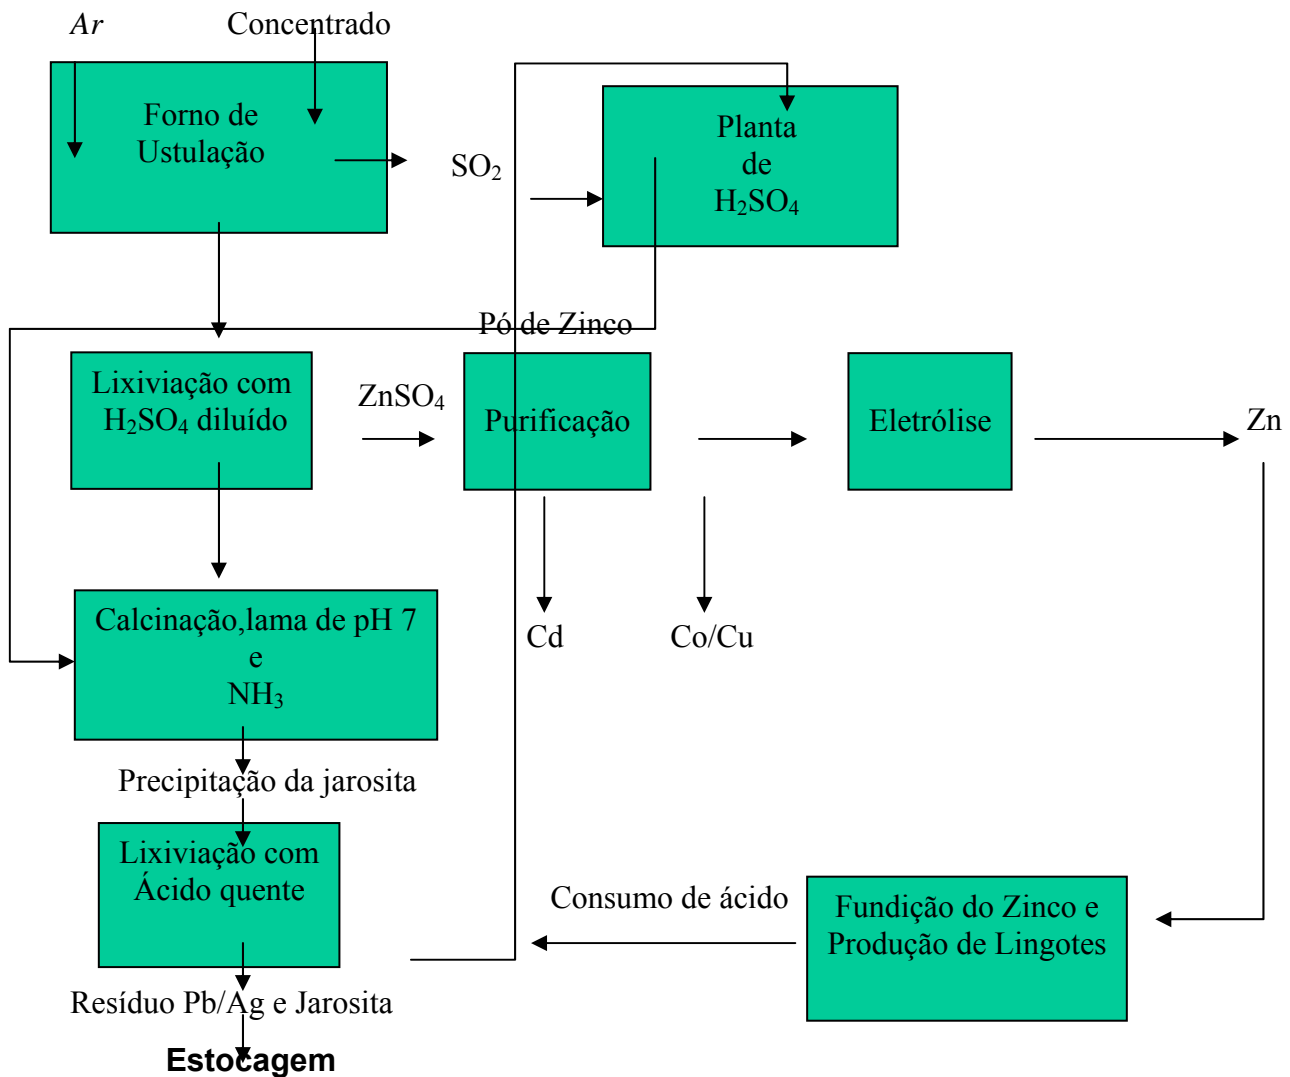 Ar
Concentrado
Forno de
Ustulação
SO₂
Planta
de
H₂SO₄
Pó de Zinco
Lixiviação com
H₂SO₄ diluído
ZnSO₄
Purificação
Eletrólise
Zn
Calcinação,lama de pH 7
e
NH₃
Cd
Co/Cu
Precipitação da jarosita
Lixiviação com
Ácido quente
Consumo de ácido
Fundição do Zinco e
Produção de Lingotes
Resíduo Pb/Ag e Jarosita
Estocagem